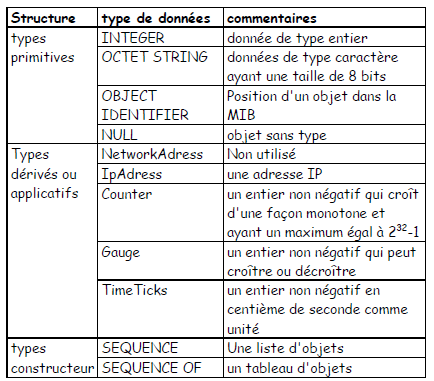 Structure type de données commentaires
types primitives INTEGER donnée de type entier
OCTET STRING données de type caractère
ayant une taille de 8 bits
OBJECT IDENTIFIER Position d'un objet dans la
MIB
NULL objet sans type
Types dérivés ou applicatifs NetworkAdress Non utilisé
IpAdress une adresse IP
Counter un entier non négatif qui croît
d'une façon monotone et
ayant un maximum égal à 2³²-1
Gauge un entier non négatif qui peut
croître ou décroître
TimeTicks un entier non négatif en
centième de seconde comme
unité
types constructeur SEQUENCE Une liste d'objets
SEQUENCE OF un tableau d'objets